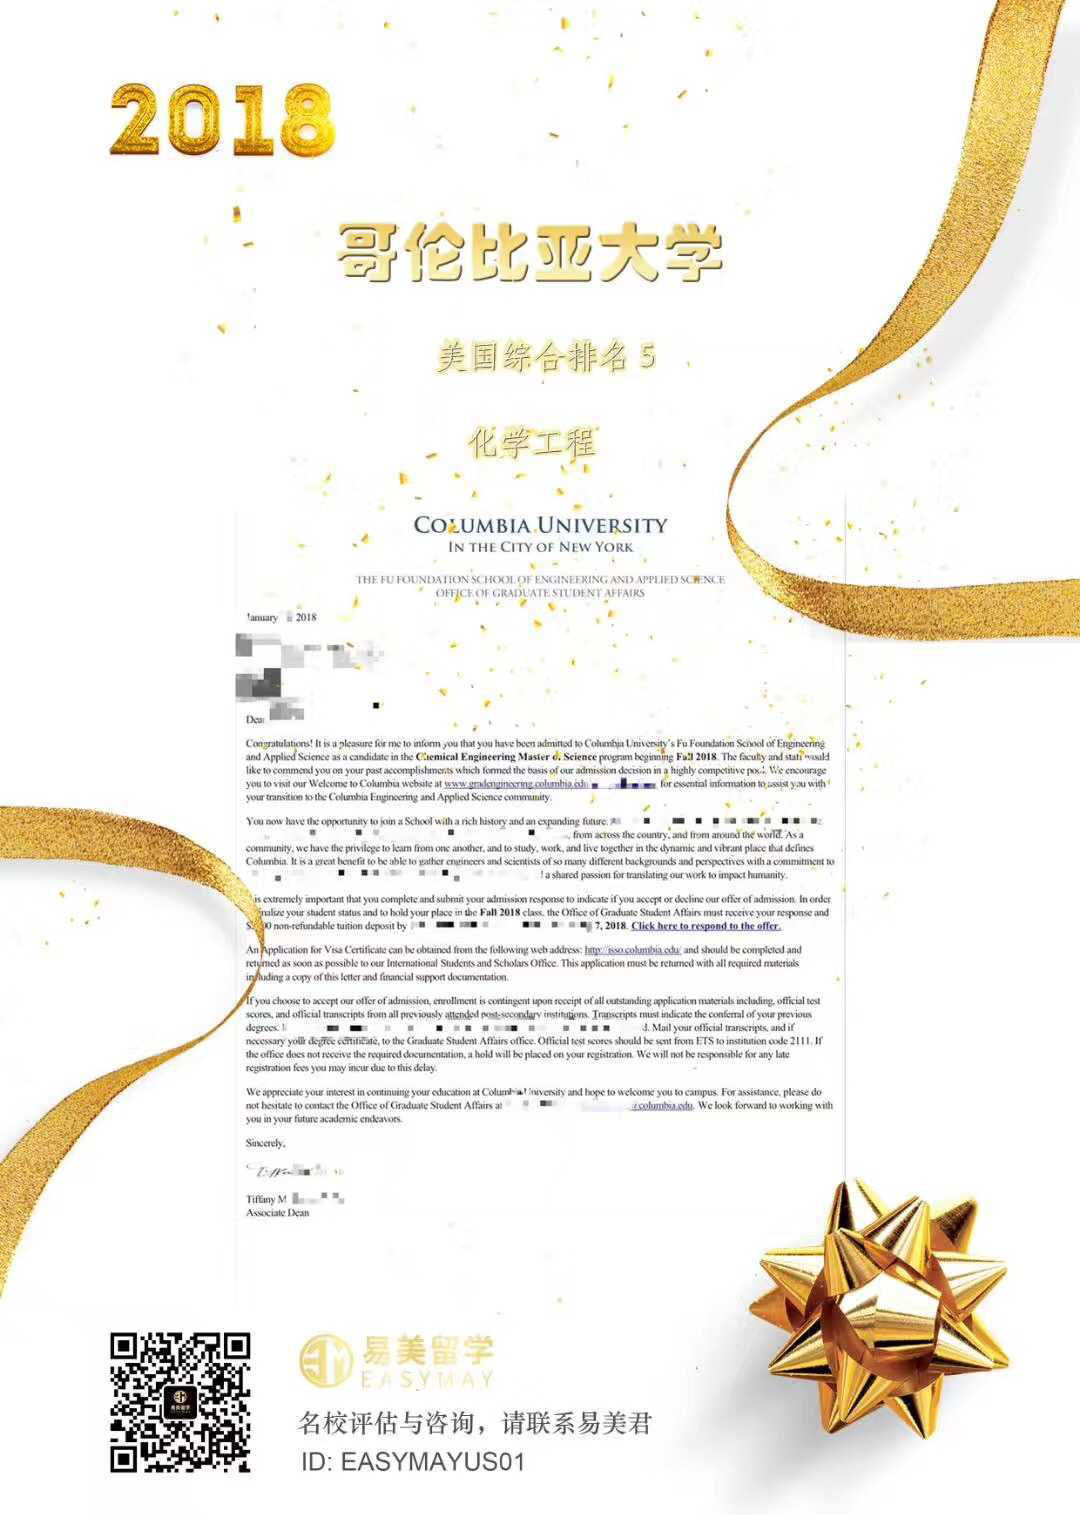 2018
哥伦比亚大学
美国综合排名 5
化学工程
COLUMBIA UNIVERSITY
IN THE CITY OF NEW YORK
THE FU FOUNDATION SCHOOL OF ENGINEERING AND APPLIED SCIENCE
OFFICE OF GRADUATE STUDENT AFFAIRS
January 2018
Dear
Congratulations! It is a pleasure for me to inform you that you have been admitted to Columbia University's Fu Foundation School of Engineering
and Applied Science as a candidate in the Chemical Engineering Master of Science program beginning Fall 2018. The faculty and staff would
like to commend you on your past accomplishments which formed the basis of our admission decision in a highly competitive pool. We encourage
you to visit our Welcome to Columbia website at www.gradengineering.columbia.edu for essential information to assist you with
your transition to the Columbia Engineering and Applied Science community.
You now have the opportunity to join a School with a rich history and an expanding future.
, from across the country, and from around the world. As a
community, we have the privilege to learn from one another, and to study, work, and live together in the dynamic and vibrant place that defines
Columbia. It is a great benefit to be able to gather engineers and scientists of so many different backgrounds and perspectives with a commitment to
a shared passion for translating our work to impact humanity.
is extremely important that you complete and submit your admission response to indicate if you accept or decline our offer of admission. In order
finalize your student status and to hold your place in the Fall 2018 class, the Office of Graduate Student Affairs must receive your response and
non-refundable tuition deposit by 7, 2018. Click here to respond to the offer.
An Application for Visa Certificate can be obtained from the following web address: http://isso.columbia.edu/ and should be completed and
returned as soon as possible to our International Students and Scholars Office. This application must be returned with all required materials
including a copy of this letter and financial support documentation.
If you choose to accept our offer of admission, enrollment is contingent upon receipt of all outstanding application materials including, official test
scores, and official transcripts from all previously attended post-secondary institutions. Transcripts must indicate the conferral of your previous
degrees. d. Mail your official transcripts, and if
necessary your degree certificate, to the Graduate Student Affairs office. Official test scores should be sent from ETS to institution code 2111. If
the office does not receive the required documentation, a hold will be placed on your registration. We will not be responsible for any late
registration fees you may incur due to this delay.
We appreciate your interest in continuing your education at Columbia University and hope to welcome you to campus. For assistance, please do
not hesitate to contact the Office of Graduate Student Affairs at @columbia.edu. We look forward to working with
you in your future academic endeavors.
Sincerely,
Tiffany M
Associate Dean
易美留学
EASYMAY
名校评估与咨询，请联系易美君
ID: EASYMAYUS01